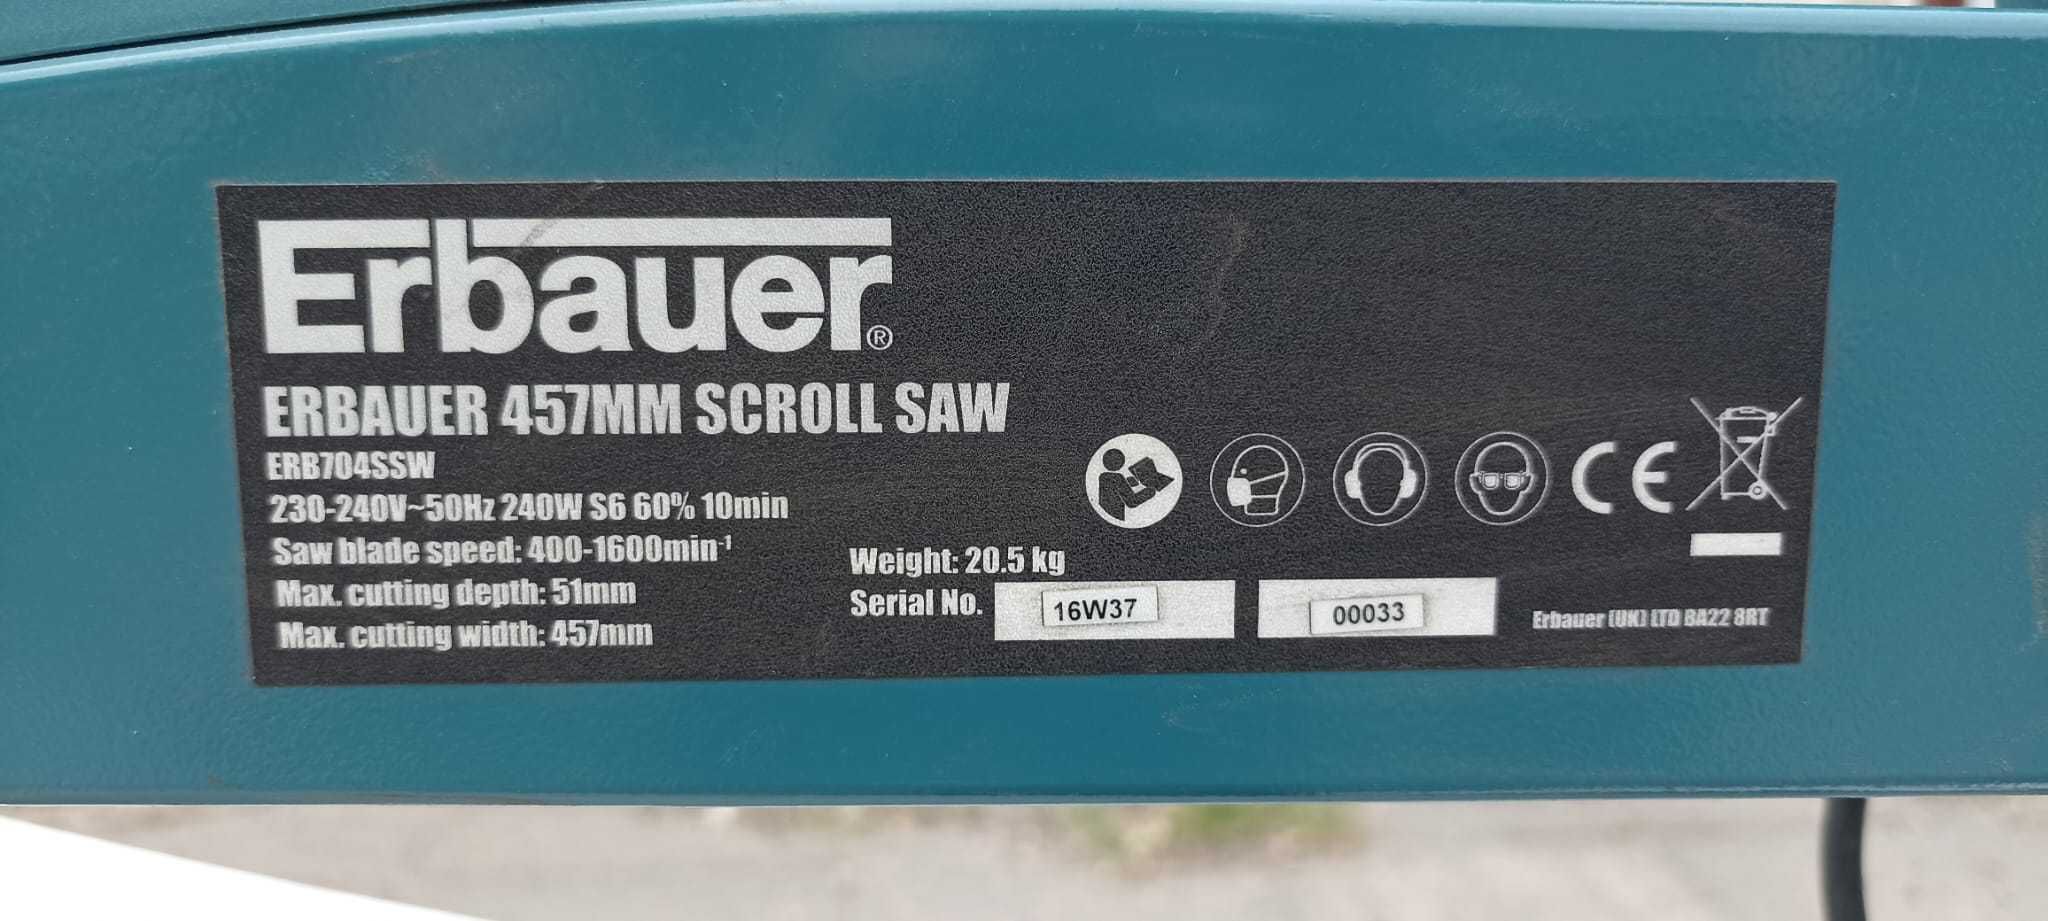 Erbauer®
ERBAUER 457MM SCROLL SAW
ERB704SSW
230-240V~50Hz 240W S6 60% 10min
Saw blade speed: 400-1600min⁻¹
Max. cutting depth: 51mm
Max. cutting width: 457mm
Weight: 20.5 kg
Serial No. 16W37 00033
CE
Erbauer (UK) LTD BA22 8RT